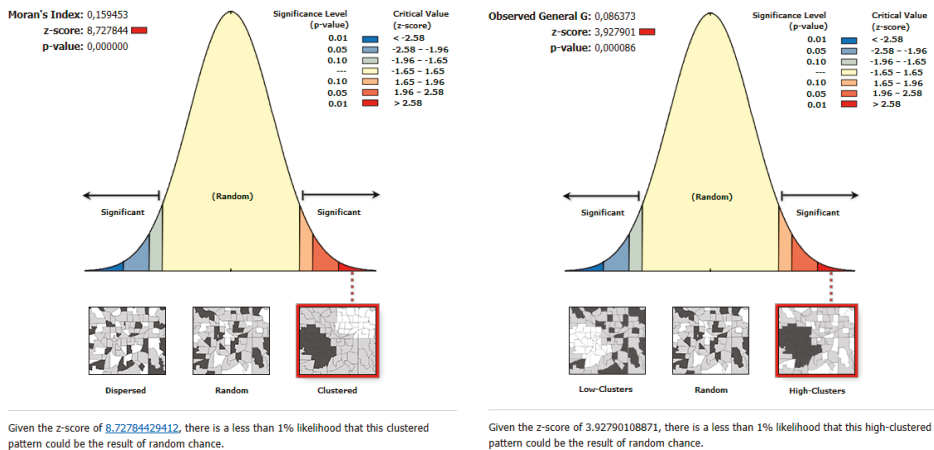 Moran's Index: 0,159453
z-score: 8,727844
p-value: 0,000000
Significance Level
(p-value)
Critical Value
(z-score)
0.01 < -2.58
0.05 -2.58 – -1.96
0.10 -1.96 – -1.65
--- -1.65 – 1.65
0.10 1.65 – 1.96
0.05 1.96 – 2.58
0.01 > 2.58
(Random)
Significant
Significant
Dispersed
Random
Clustered
Given the z-score of 8.72784429412, there is a less than 1% likelihood that this clustered
pattern could be the result of random chance.
Observed General G: 0,086373
z-score: 3,927901
p-value: 0,000086
Significance Level
(p-value)
Critical Value
(z-score)
0.01 < -2.58
0.05 -2.58 – -1.96
0.10 -1.96 – -1.65
--- -1.65 – 1.65
0.10 1.65 – 1.96
0.05 1.96 – 2.58
0.01 > 2.58
(Random)
Significant
Significant
Low-Clusters
Random
High-Clusters
Given the z-score of 3.92790108871, there is a less than 1% likelihood that this high-clustered
pattern could be the result of random chance.